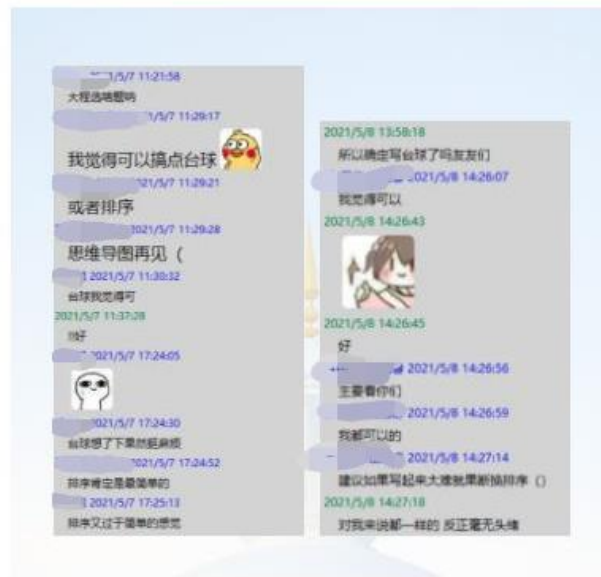 1/5/7 11:21:58
大程选啥题呐
1/5/7 11:29:17
我觉得可以搞点台球
021/5/7 11:29:21
或者排序
2021/5/7 11:29:28
思维导图再见（
2021/5/7 11:30:32
台球我觉得可
2021/5/7 11:37:28
!!!好
2021/5/7 17:24:05
2021/5/7 17:24:30
台球想了下果然挺麻烦
2021/5/7 17:24:52
排序肯定是最简单的
2021/5/7 17:25:13
排序又过于简单的感觉
2021/5/8 13:58:18
所以确定写台球了吗友友们
2021/5/8 14:26:07
我觉得可以
2021/5/8 14:26:43
2021/5/8 14:26:45
好
2021/5/8 14:26:56
主要看你们
2021/5/8 14:26:59
我都可以的
2021/5/8 14:27:14
建议如果写起来太难就果断换排序（）
2021/5/8 14:27:18
对我来说都一样的 反正毫无头绪